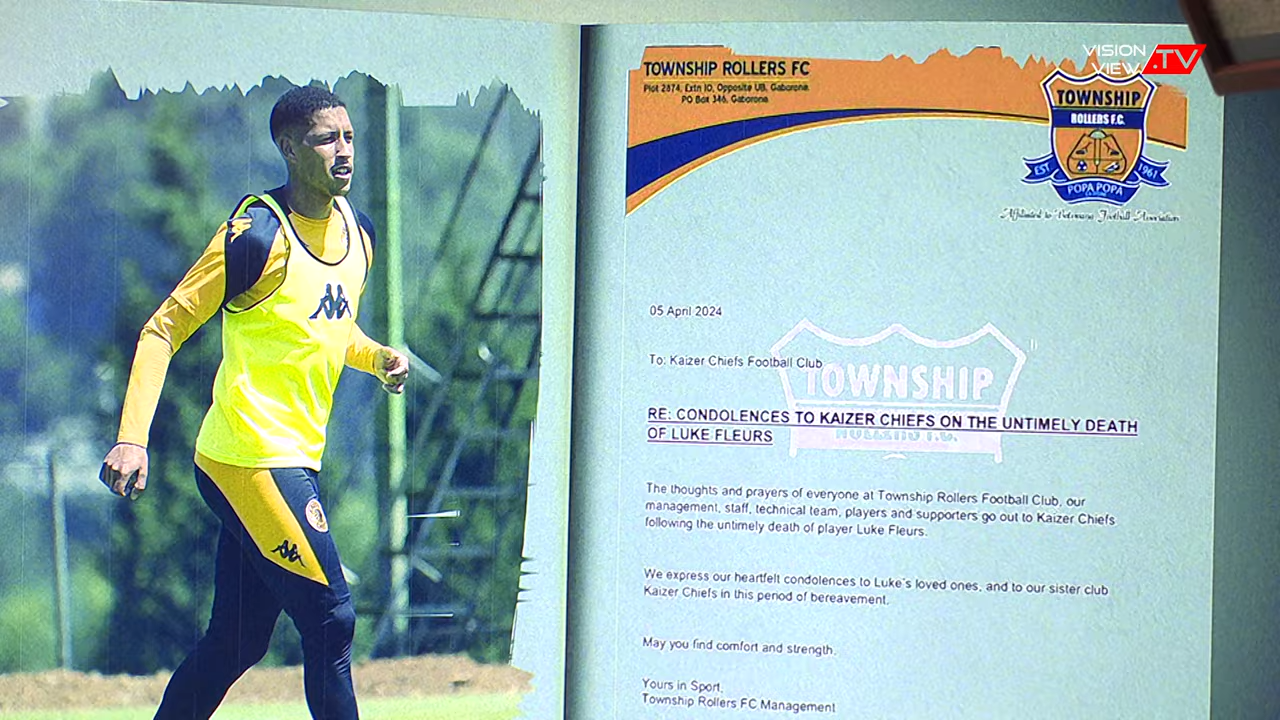 VISION
VIEW .TV
TOWNSHIP ROLLERS FC
Plot 2874, Extn 10, Opposite UB, Gaborone.
PO Box 346, Gaborone.
TOWNSHIP
ROLLERS F.C.
EST 1961
POPA POPA
Affiliated to Botswana Football Association
05 April 2024
To: Kaizer Chiefs Football Club
TOWNSHIP
ROLLERS F.C.
RE: CONDOLENCES TO KAIZER CHIEFS ON THE UNTIMELY DEATH
OF LUKE FLEURS
The thoughts and prayers of everyone at Township Rollers Football Club, our
management, staff, technical team, players and supporters go out to Kaizer Chiefs
following the untimely death of player Luke Fleurs.
We express our heartfelt condolences to Luke's loved ones, and to our sister club
Kaizer Chiefs in this period of bereavement.
May you find comfort and strength.
Yours in Sport,
Township Rollers FC Management